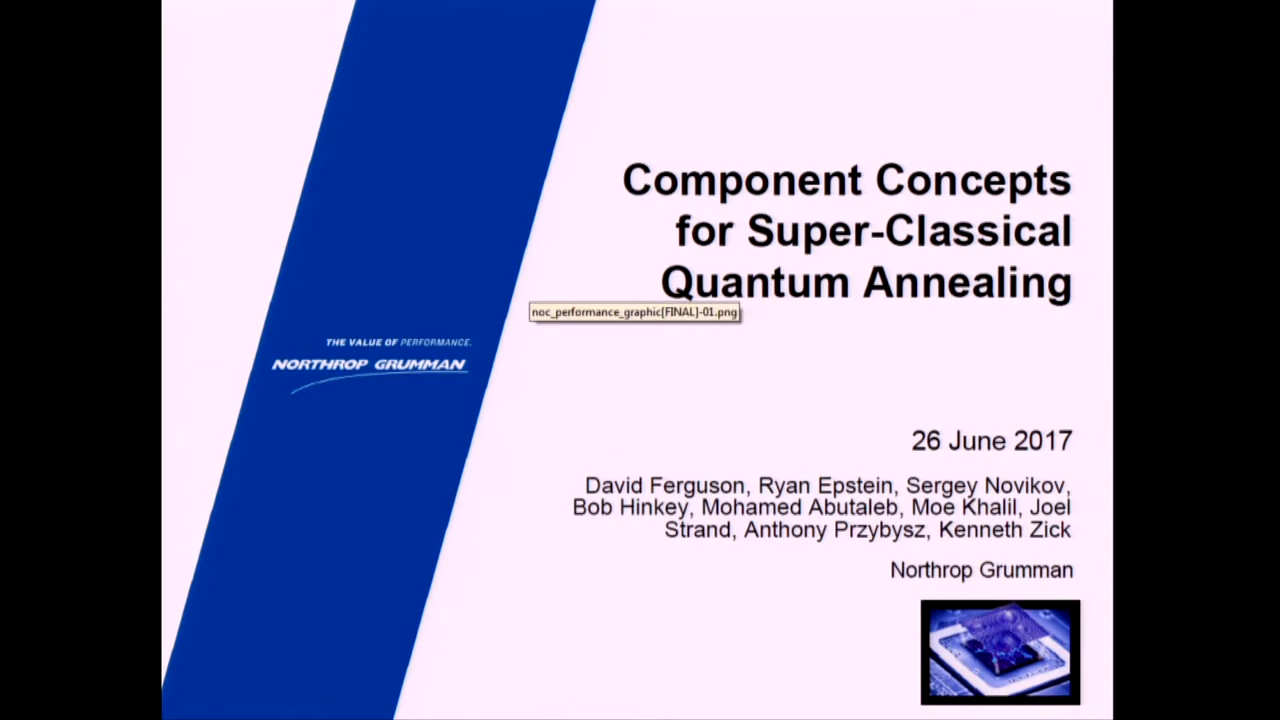 Component Concepts
for Super-Classical
Quantum Annealing
noc_performance_graphic[FINAL]-01.png
THE VALUE OF PERFORMANCE.
NORTHROP GRUMMAN
26 June 2017
David Ferguson, Ryan Epstein, Sergey Novikov,
Bob Hinkey, Mohamed Abutaleb, Moe Khalil, Joel
Strand, Anthony Przybysz, Kenneth Zick
Northrop Grumman